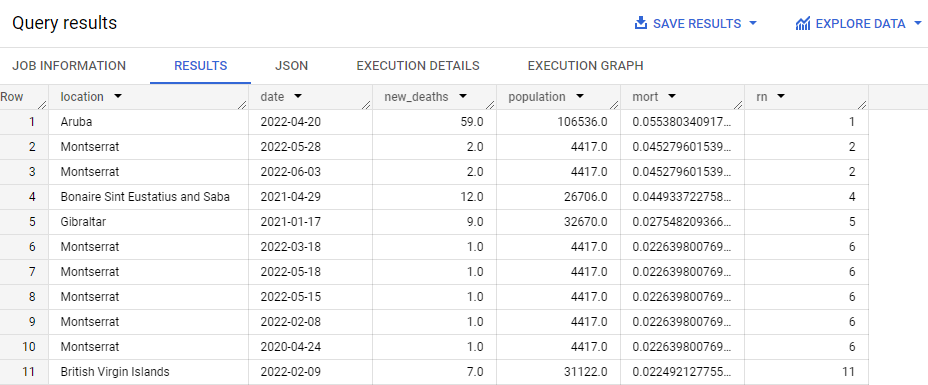 Query results SAVE RESULTS EXPLORE DATA
JOB INFORMATION RESULTS JSON EXECUTION DETAILS EXECUTION GRAPH
Row location date new_deaths population mort rn
1 Aruba 2022-04-20 59.0 106536.0 0.055380340917... 1
2 Montserrat 2022-05-28 2.0 4417.0 0.045279601539... 2
3 Montserrat 2022-06-03 2.0 4417.0 0.045279601539... 2
4 Bonaire Sint Eustatius and Saba 2021-04-29 12.0 26706.0 0.044933722758... 4
5 Gibraltar 2021-01-17 9.0 32670.0 0.027548209366... 5
6 Montserrat 2022-03-18 1.0 4417.0 0.022639800769... 6
7 Montserrat 2022-05-18 1.0 4417.0 0.022639800769... 6
8 Montserrat 2022-05-15 1.0 4417.0 0.022639800769... 6
9 Montserrat 2022-02-08 1.0 4417.0 0.022639800769... 6
10 Montserrat 2020-04-24 1.0 4417.0 0.022639800769... 6
11 British Virgin Islands 2022-02-09 7.0 31122.0 0.022492127755... 11